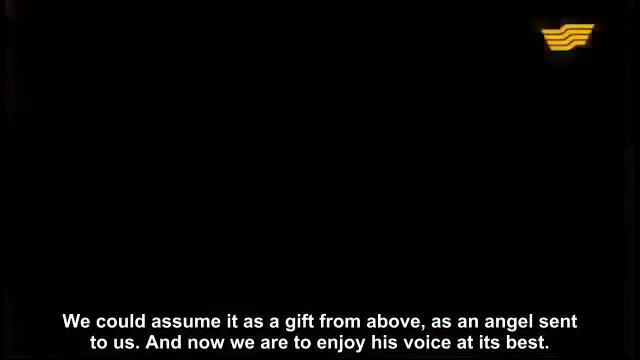 We could assume it as a gift from above, as an angel sent
to us. And now we are to enjoy his voice at its best.